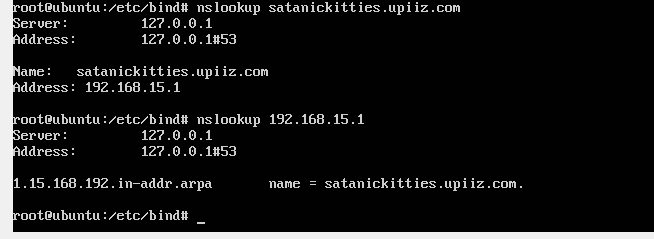 root@ubuntu:/etc/bind# nslookup satanickitties.upiiz.com
Server:         127.0.0.1
Address:        127.0.0.1#53
Name:   satanickitties.upiiz.com
Address: 192.168.15.1
root@ubuntu:/etc/bind# nslookup 192.168.15.1
Server:         127.0.0.1
Address:        127.0.0.1#53
1.15.168.192.in-addr.arpa       name = satanickitties.upiiz.com.
root@ubuntu:/etc/bind# _